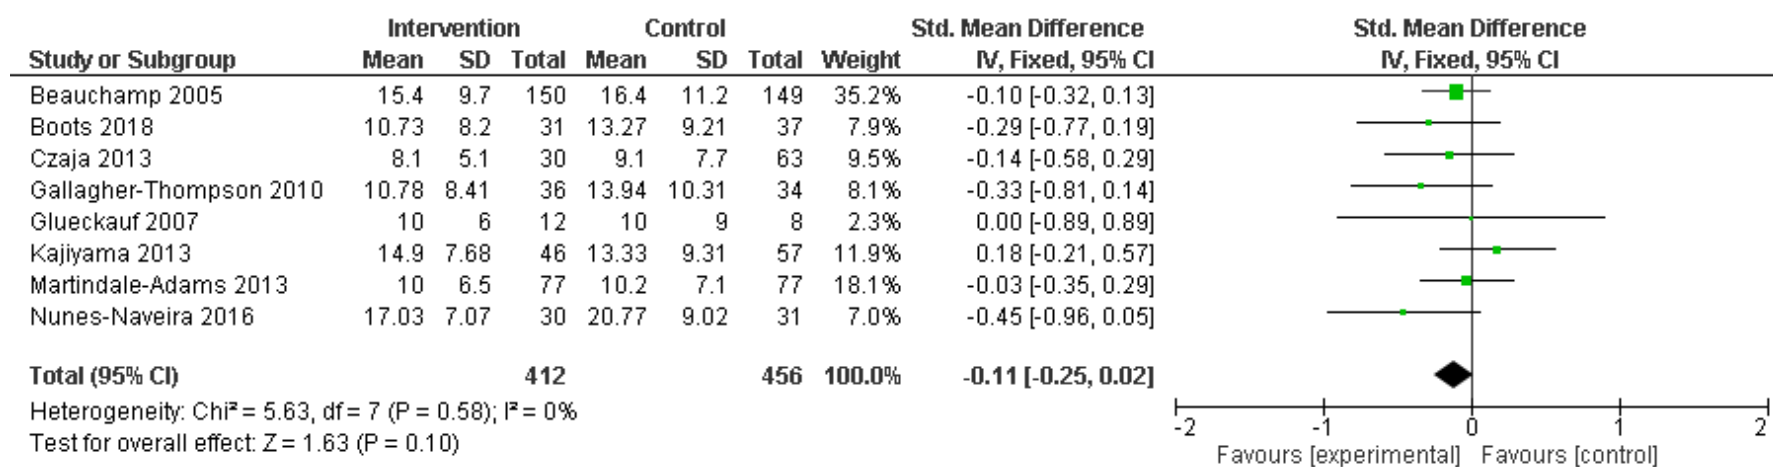 Intervention Control Std. Mean Difference Std. Mean Difference
Study or Subgroup Mean SD Total Mean SD Total Weight IV, Fixed, 95% CI IV, Fixed, 95% CI
Beauchamp 2005 15.4 9.7 150 16.4 11.2 149 35.2% -0.10 [-0.32, 0.13]
Boots 2018 10.73 8.2 31 13.27 9.21 37 7.9% -0.29 [-0.77, 0.19]
Czaja 2013 8.1 5.1 30 9.1 7.7 63 9.5% -0.14 [-0.58, 0.29]
Gallagher-Thompson 2010 10.78 8.41 36 13.94 10.31 34 8.1% -0.33 [-0.81, 0.14]
Glueckauf 2007 10 6 12 10 9 8 2.3% 0.00 [-0.89, 0.89]
Kajiyama 2013 14.9 7.68 46 13.33 9.31 57 11.9% 0.18 [-0.21, 0.57]
Martindale-Adams 2013 10 6.5 77 10.2 7.1 77 18.1% -0.03 [-0.35, 0.29]
Nunes-Naveira 2016 17.03 7.07 30 20.77 9.02 31 7.0% -0.45 [-0.96, 0.05]
Total (95% CI) 412 456 100.0% -0.11 [-0.25, 0.02]
Heterogeneity: Chi² = 5.63, df = 7 (P = 0.58); I² = 0%
Test for overall effect: Z = 1.63 (P = 0.10)
-2 -1 0 1 2
Favours [experimental] Favours [control]